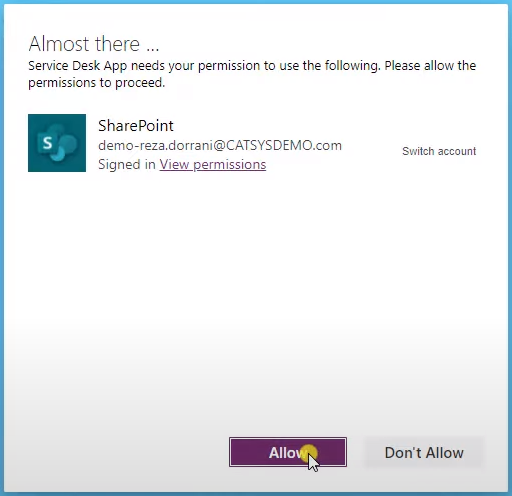 Almost there ...
Service Desk App needs your permission to use the following. Please allow the
permissions to proceed.
S
SharePoint
demo-reza.dorrani@CATSYSDEMO.com
Signed in View permissions
Switch account
Allow
Don't Allow